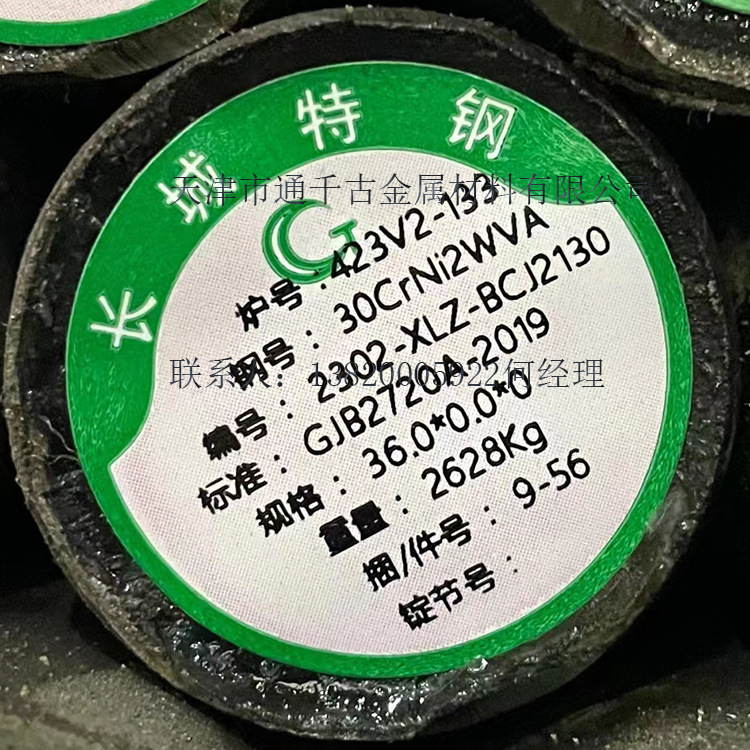 长城特钢
天津市通千古金属材料有限公司
G
炉号:423V2-133
钢号:30CrNi2WVA
编号:2302-XLZ-BCJ2130
联系人:13820005922何经理
标准:GJB2720A-2019
规格:36.0*0.0*0
重量:2628Kg
捆/件号:9-56
锭节号: